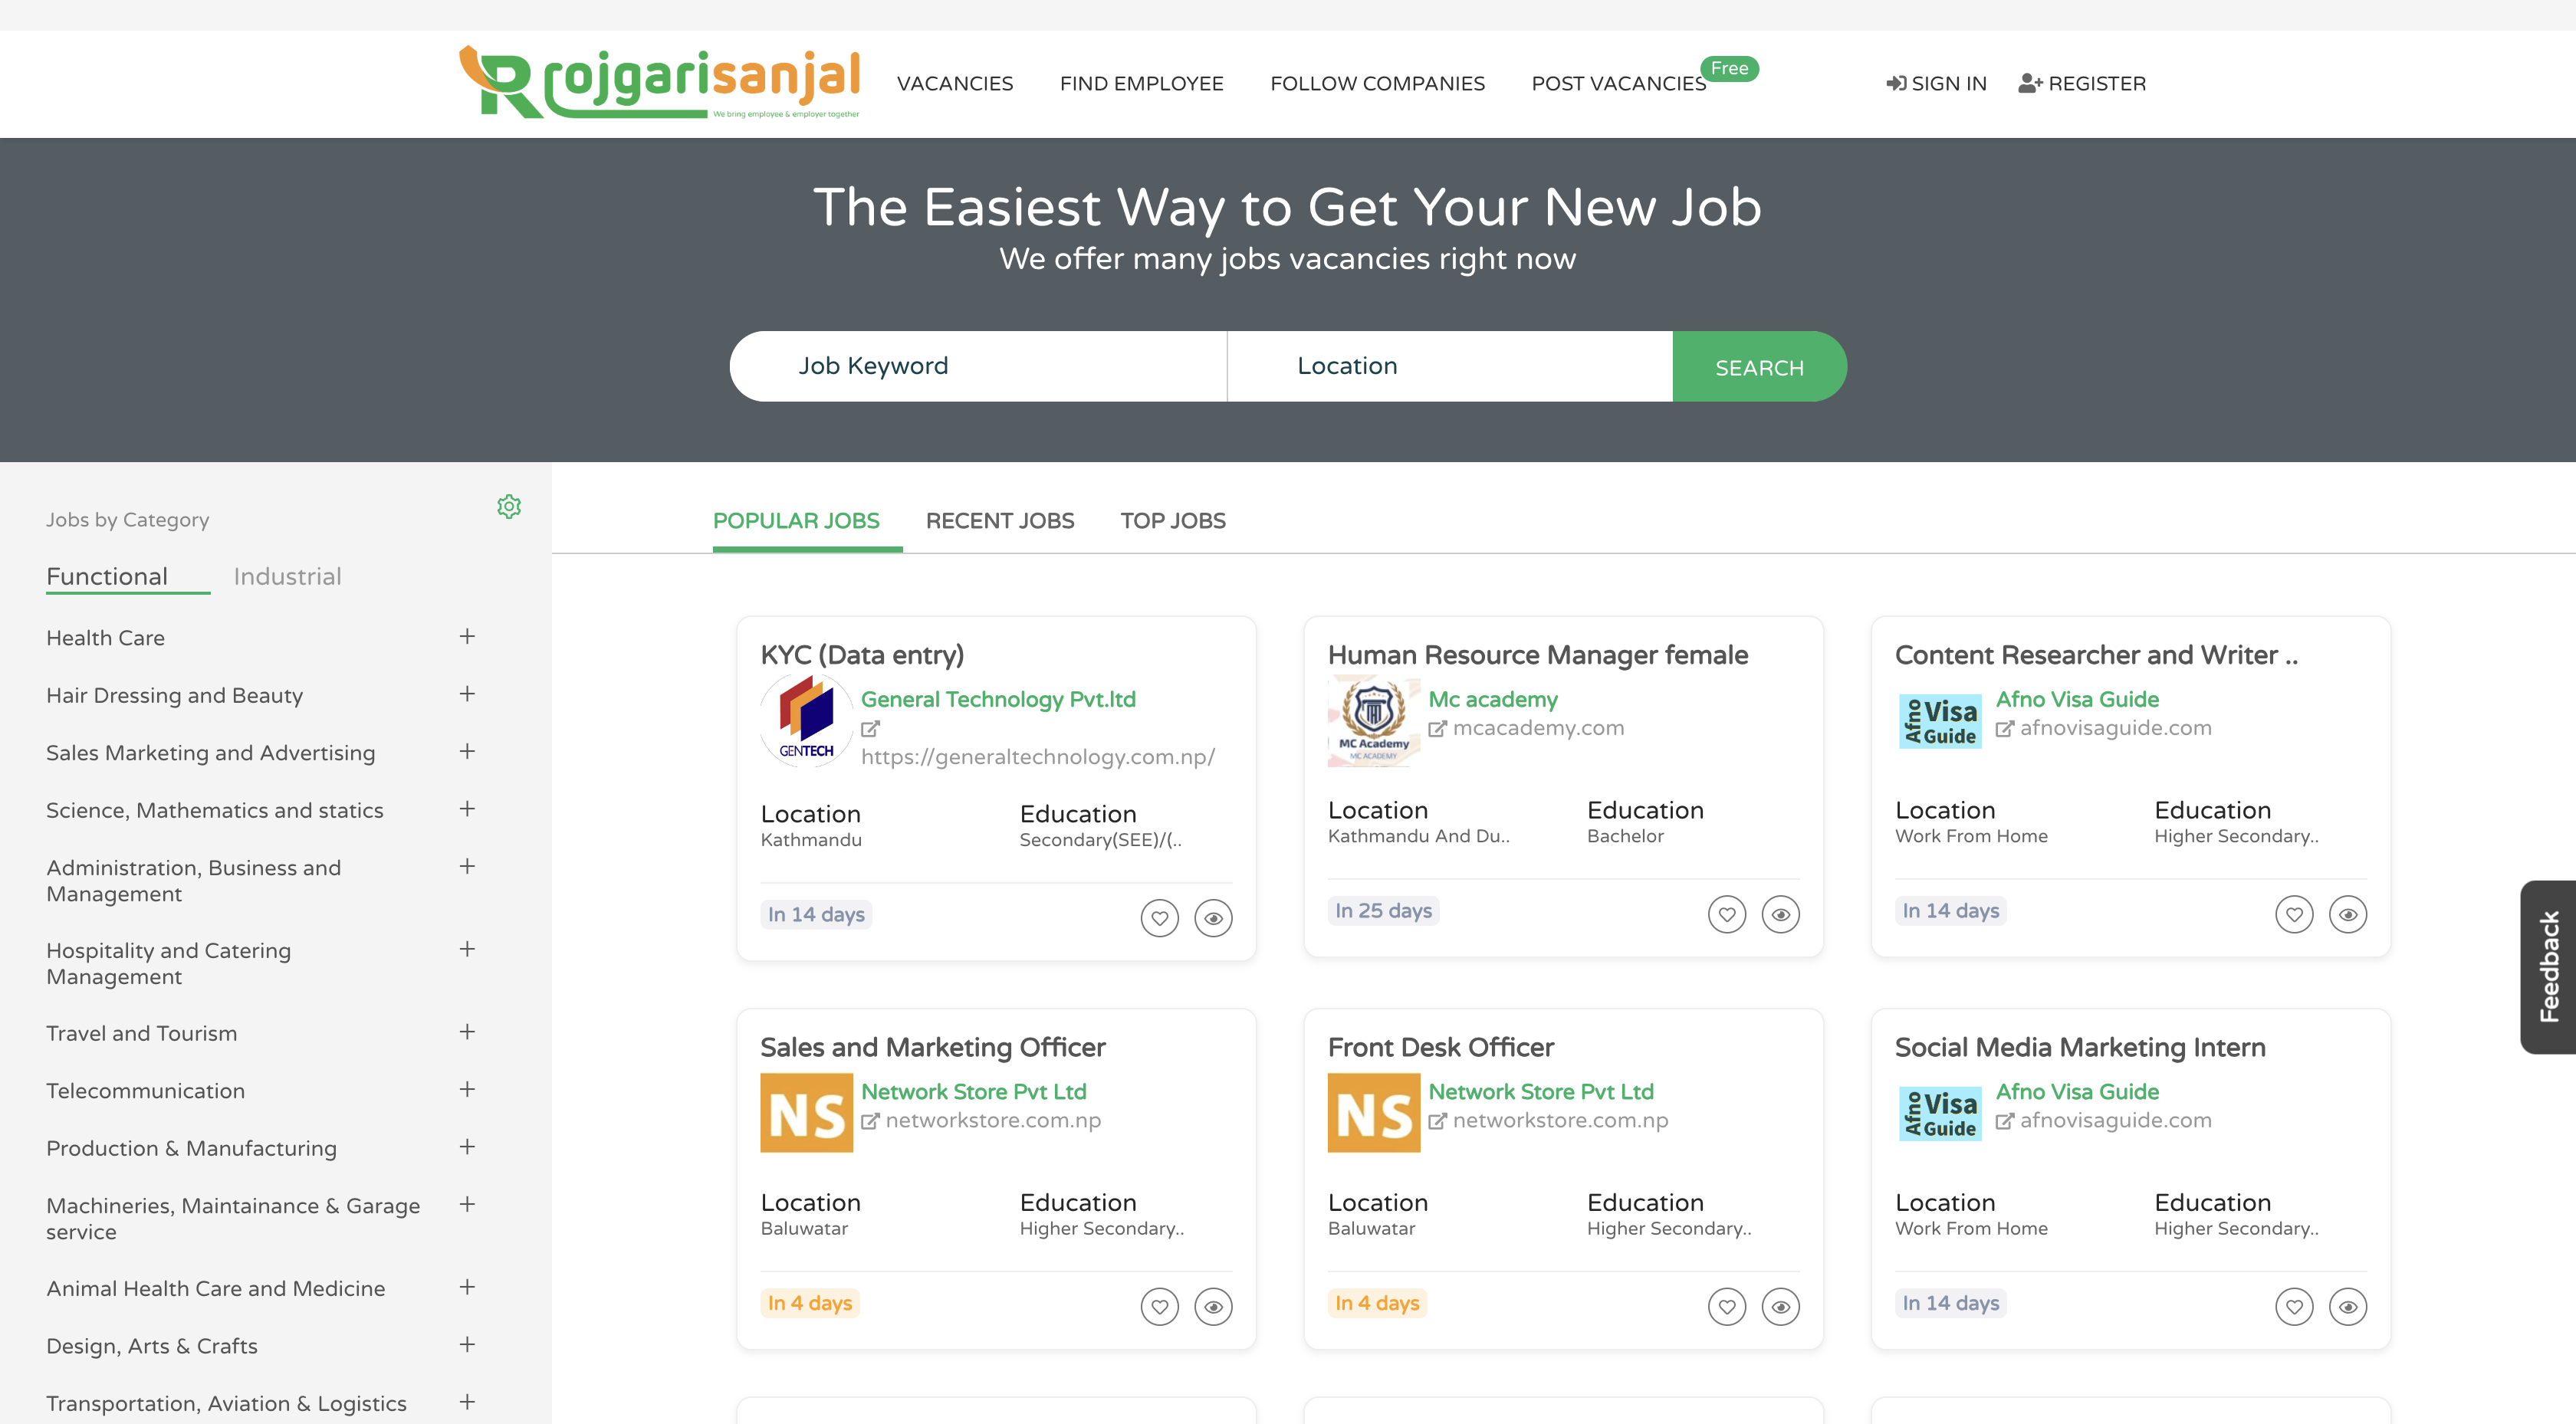 rojgarisanjal
We bring employee & employer together
VACANCIES
FIND EMPLOYEE
FOLLOW COMPANIES
POST VACANCIES
Free
SIGN IN
REGISTER
The Easiest Way to Get Your New Job
We offer many jobs vacancies right now
Job Keyword
Location
SEARCH
Jobs by Category
Functional
Industrial
Health Care
Hair Dressing and Beauty
Sales Marketing and Advertising
Science, Mathematics and statics
Administration, Business and
Management
Hospitality and Catering
Management
Travel and Tourism
Telecommunication
Production & Manufacturing
Machineries, Maintainance & Garage
service
Animal Health Care and Medicine
Design, Arts & Crafts
Transportation, Aviation & Logistics
POPULAR JOBS
RECENT JOBS
TOP JOBS
KYC (Data entry)
GENTECH
General Technology Pvt.ltd
https://generaltechnology.com.np/
Location
Kathmandu
Education
Secondary(SEE)/(..
In 14 days
Human Resource Manager female
MC Academy
MC ACADEMY
Mc academy
mcacademy.com
Location
Kathmandu And Du..
Education
Bachelor
In 25 days
Content Researcher and Writer ..
Afno Visa Guide
Afno Visa Guide
afnovisaguide.com
Location
Work From Home
Education
Higher Secondary..
In 14 days
Sales and Marketing Officer
NS
Network Store Pvt Ltd
networkstore.com.np
Location
Baluwatar
Education
Higher Secondary..
In 4 days
Front Desk Officer
NS
Network Store Pvt Ltd
networkstore.com.np
Location
Baluwatar
Education
Higher Secondary..
In 4 days
Social Media Marketing Intern
Afno Visa Guide
Afno Visa Guide
afnovisaguide.com
Location
Work From Home
Education
Higher Secondary..
In 14 days
Feedback